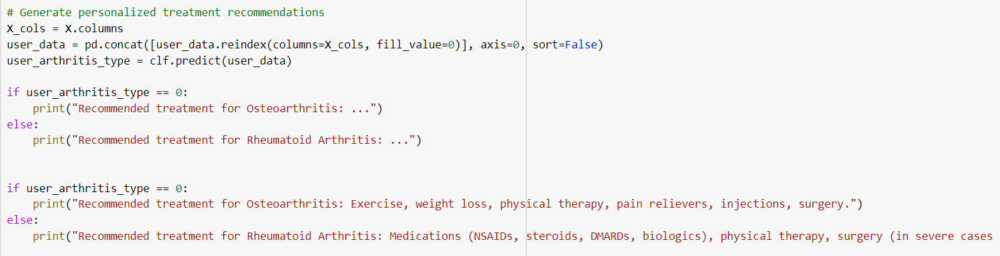 # Generate personalized treatment recommendations
X_cols = X.columns
user_data = pd.concat([user_data.reindex(columns=X_cols, fill_value=0)], axis=0, sort=False)
user_arthritis_type = clf.predict(user_data)
if user_arthritis_type == 0:
    print("Recommended treatment for Osteoarthritis: ...")
else:
    print("Recommended treatment for Rheumatoid Arthritis: ...")
if user_arthritis_type == 0:
    print("Recommended treatment for Osteoarthritis: Exercise, weight loss, physical therapy, pain relievers, injections, surgery.")
else:
    print("Recommended treatment for Rheumatoid Arthritis: Medications (NSAIDs, steroids, DMARDs, biologics), physical therapy, surgery (in severe cases